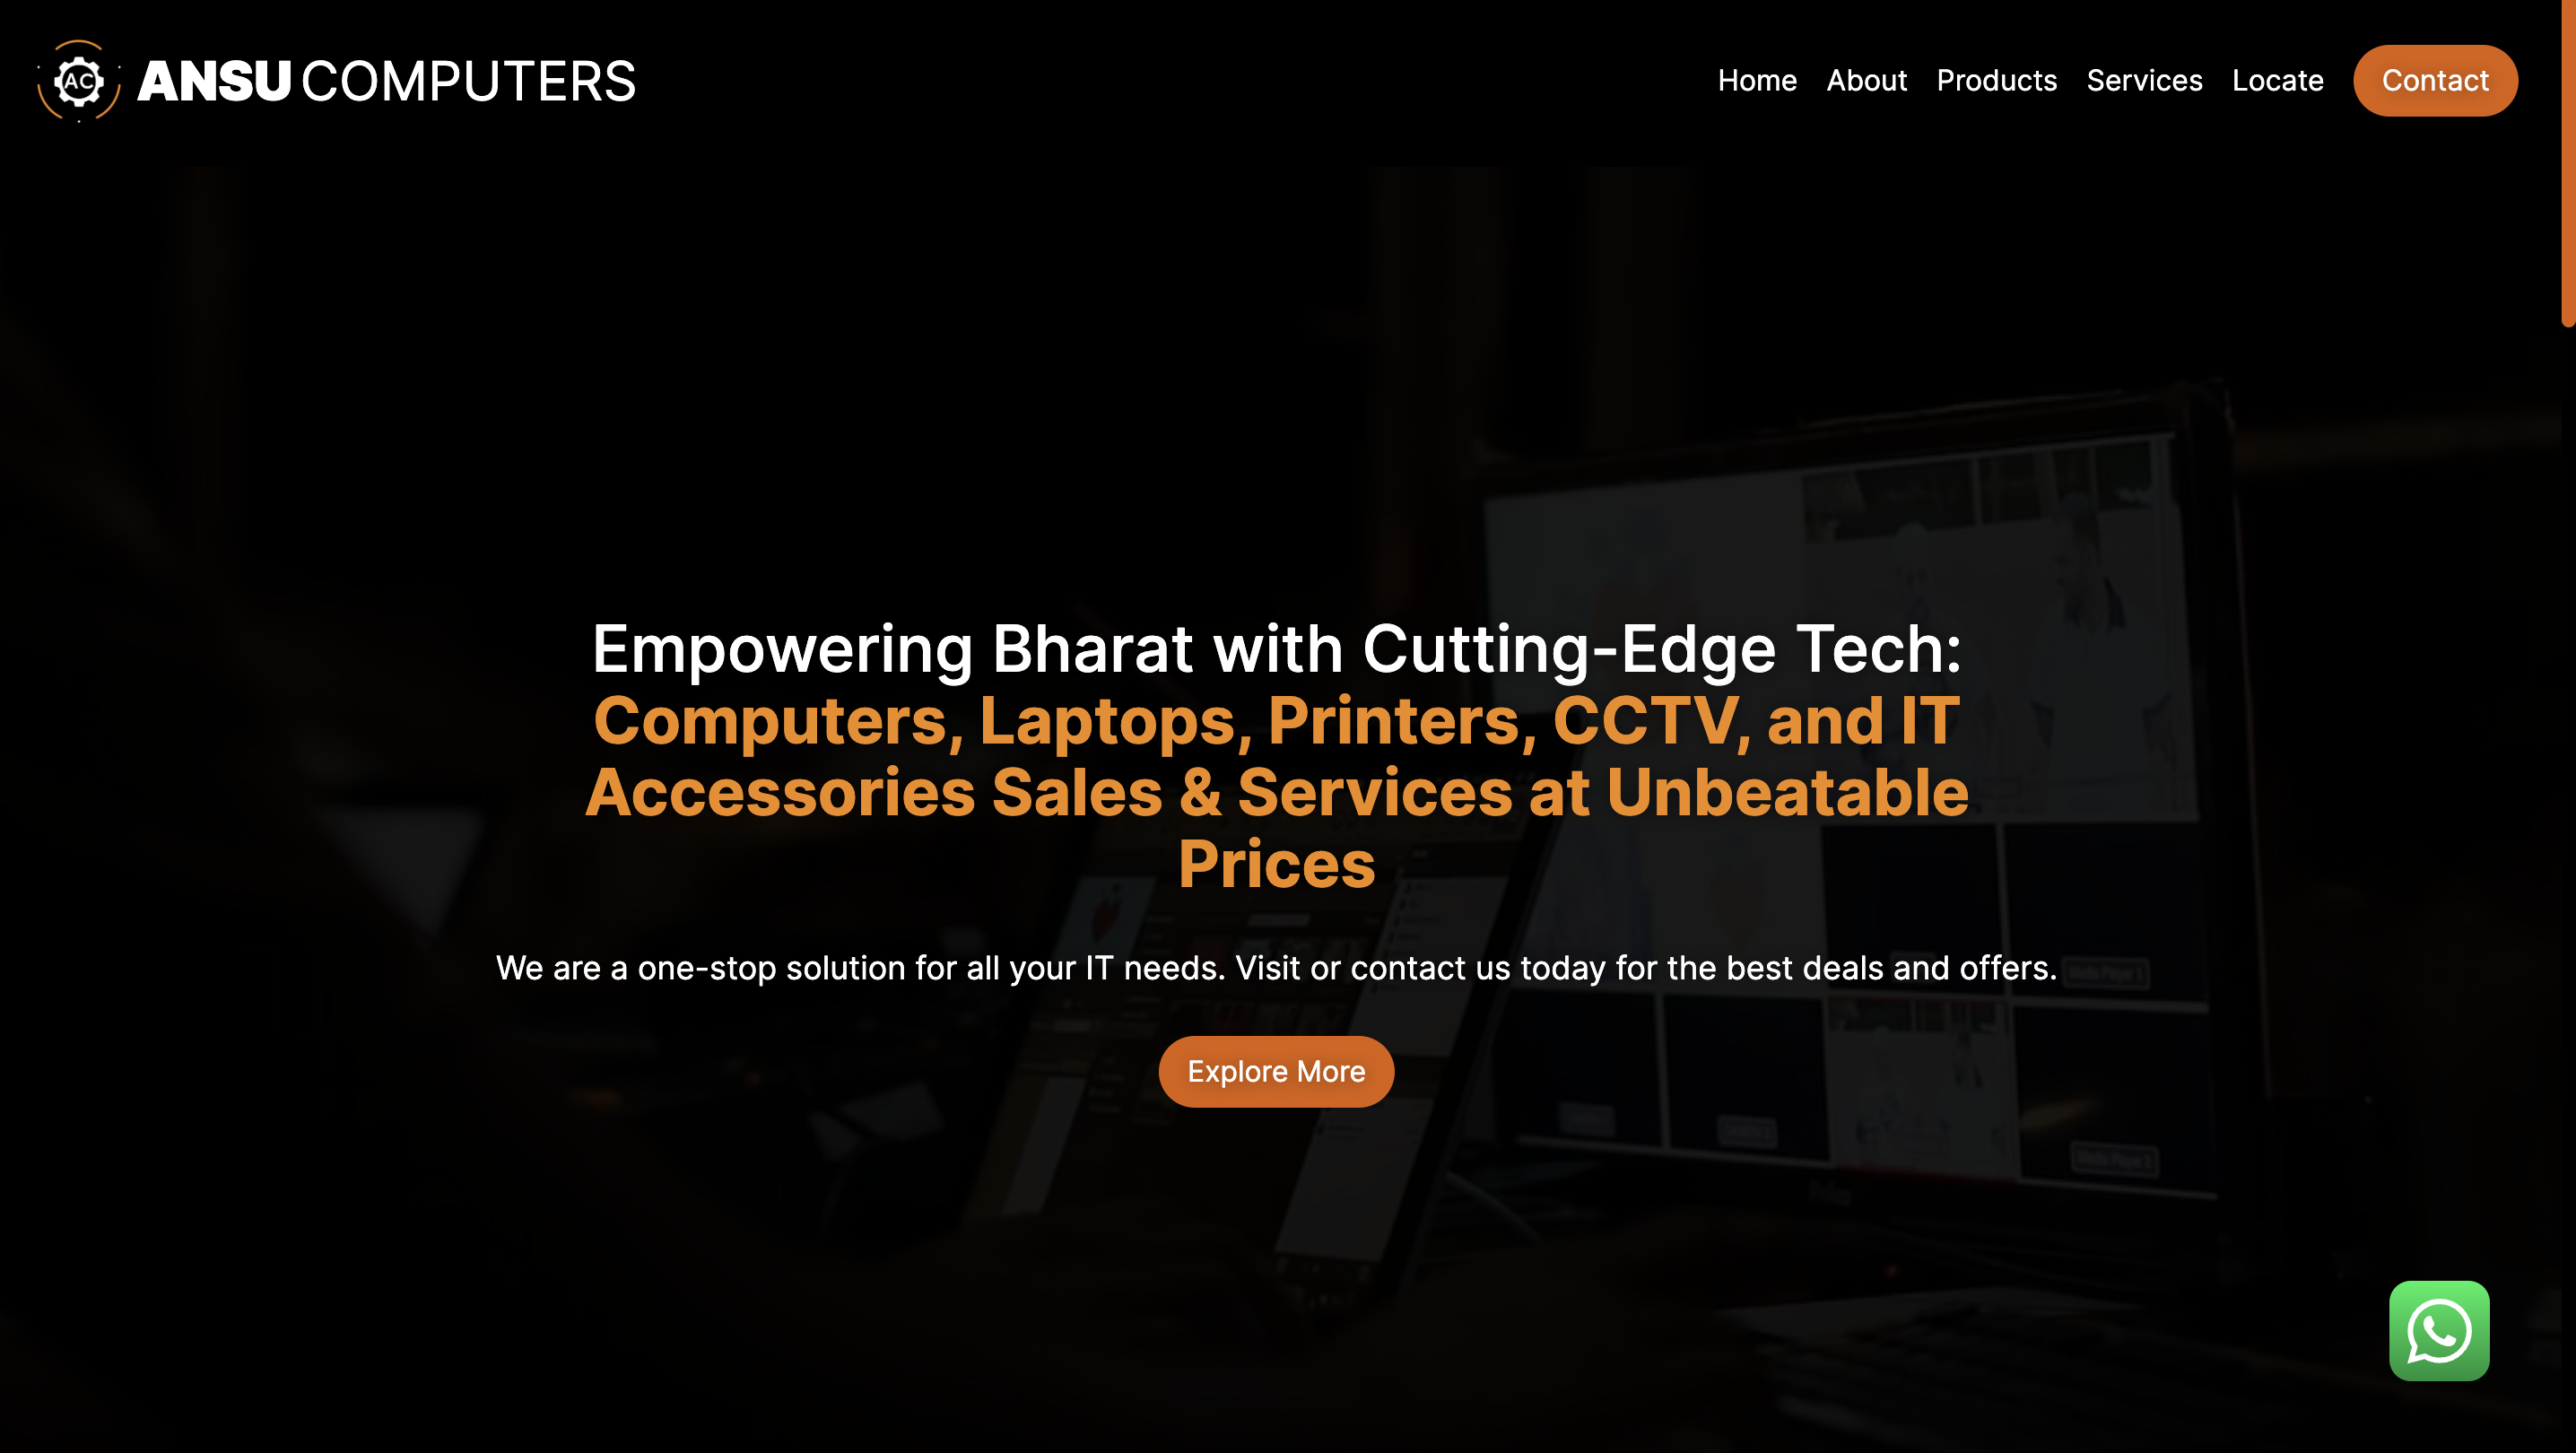 AC
ANSU COMPUTERS
Home About Products Services Locate Contact
Empowering Bharat with Cutting-Edge Tech:
Computers, Laptops, Printers, CCTV, and IT
Accessories Sales & Services at Unbeatable
Prices
We are a one-stop solution for all your IT needs. Visit or contact us today for the best deals and offers.
Explore More